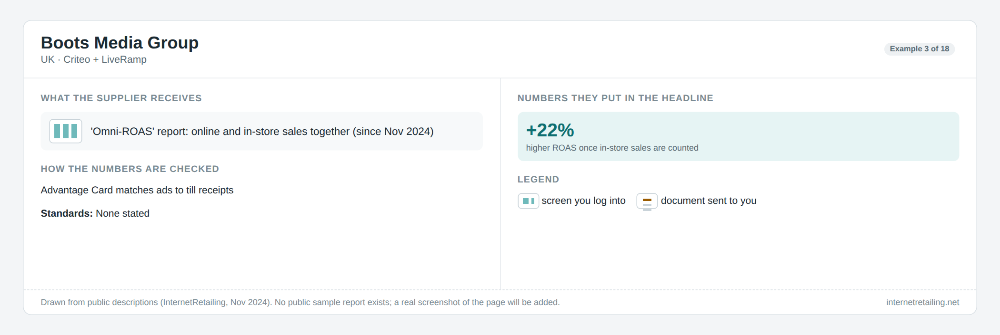 Boots Media Group
UK · Criteo + LiveRamp
Example 3 of 18
WHAT THE SUPPLIER RECEIVES
'Omni-ROAS' report: online and in-store sales together (since Nov 2024)
HOW THE NUMBERS ARE CHECKED
Advantage Card matches ads to till receipts
Standards: None stated
NUMBERS THEY PUT IN THE HEADLINE
+22%
higher ROAS once in-store sales are counted
LEGEND
screen you log into
document sent to you
Drawn from public descriptions (InternetRetailing, Nov 2024). No public sample report exists; a real screenshot of the page will be added.
internetretailing.net